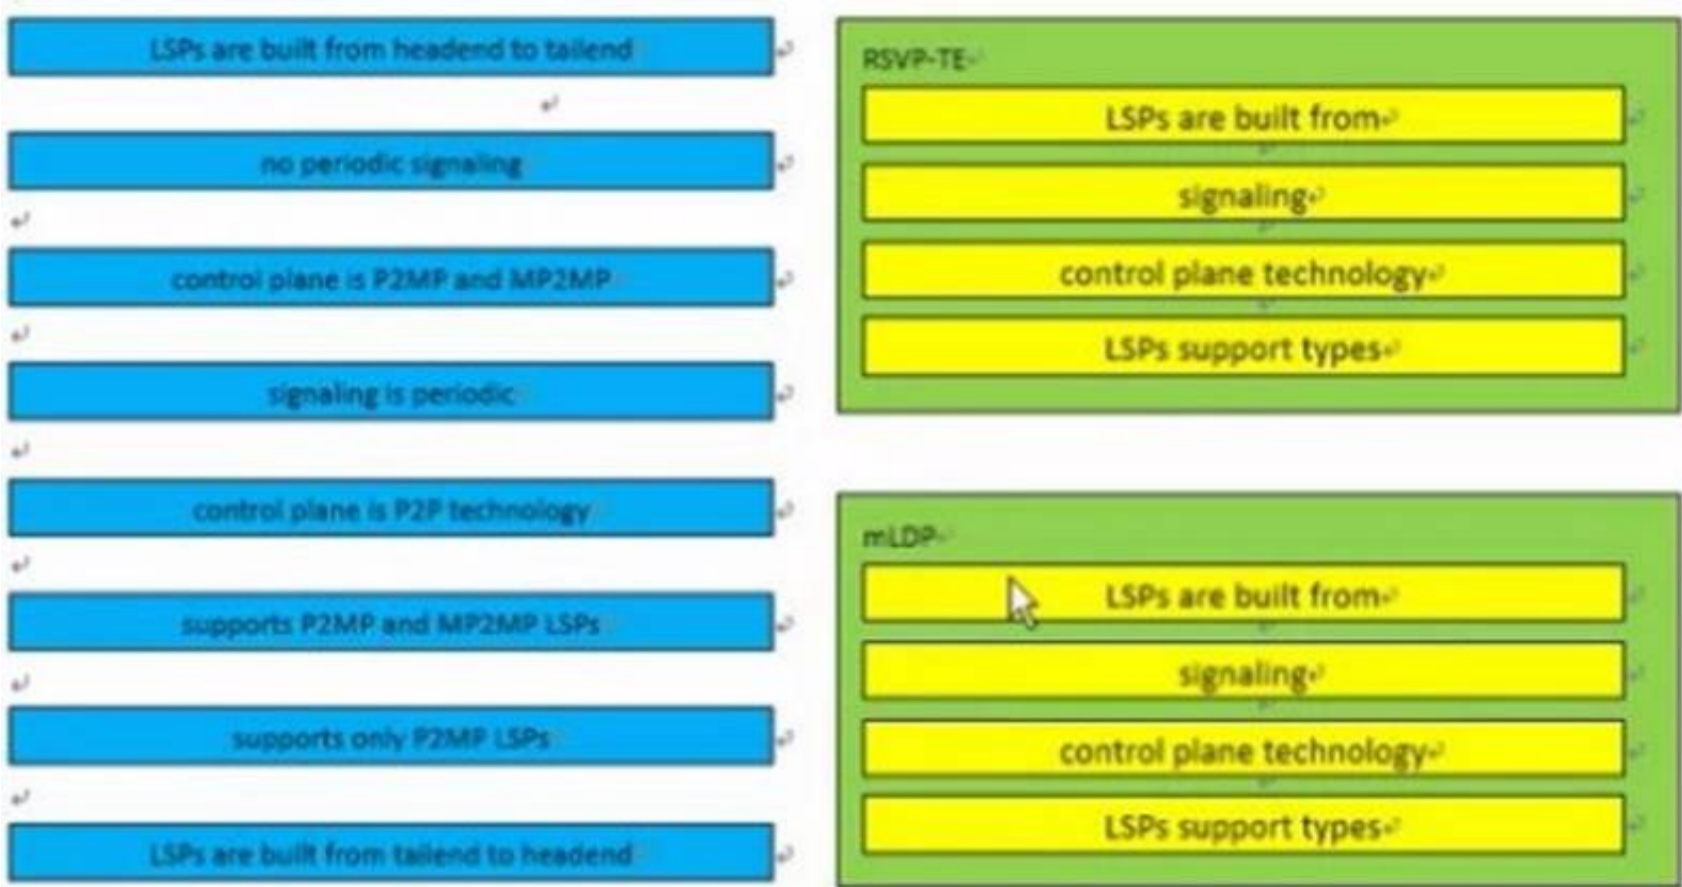 LSPs are built from headend to tailend
no periodic signaling
control plane is P2MP and MP2MP
signaling is periodic
control plane is P2P technology
supports P2MP and MP2MP LSPs
supports only P2MP LSPs
LSPs are built from tailend to headend
RSVP-TE
LSPs are built from
signaling
control plane technology
LSPs support types
mLDP
LSPs are built from
signaling
control plane technology
LSPs support types